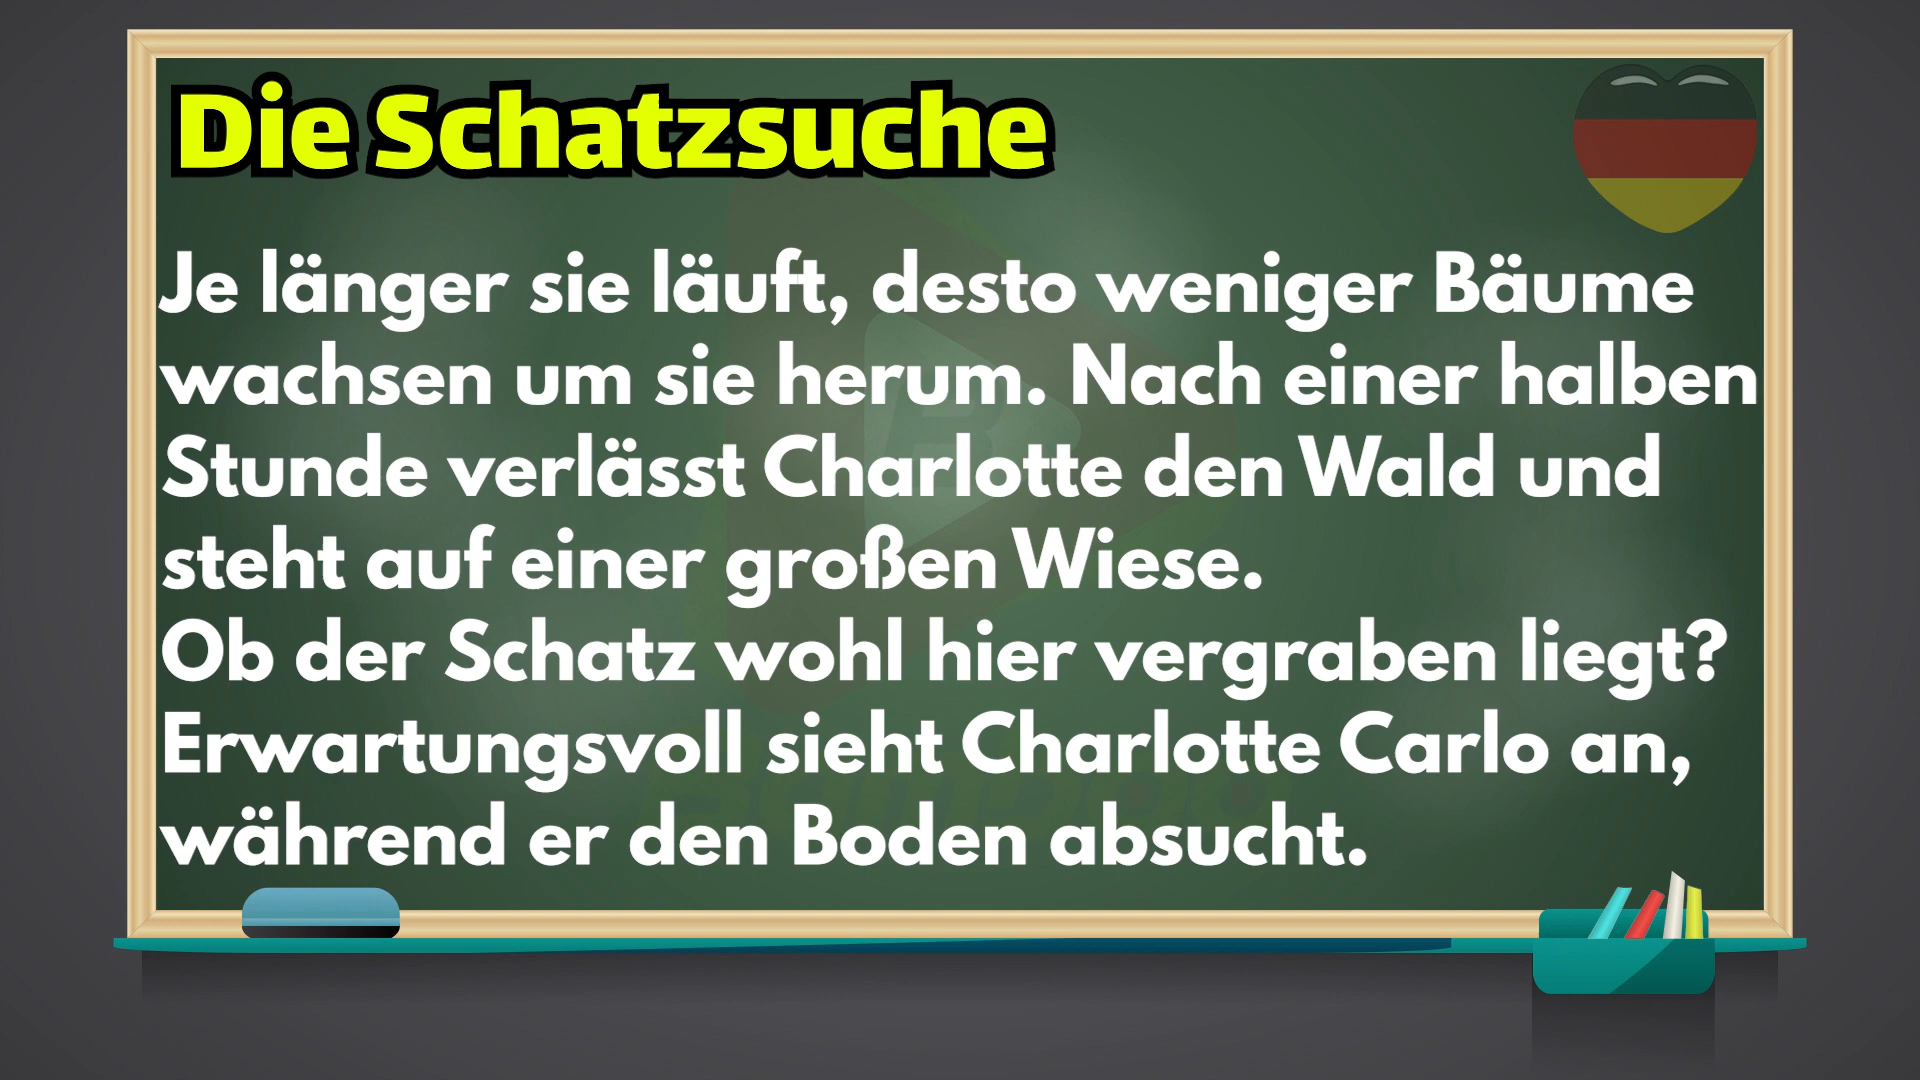 Die Schatzsuche
Je länger sie läuft, desto weniger Bäume
wachsen um sie herum. Nach einer halben
Stunde verlässt Charlotte den Wald und
steht auf einer großen Wiese.
Ob der Schatz wohl hier vergraben liegt?
Erwartungsvoll sieht Charlotte Carlo an,
während er den Boden absucht.